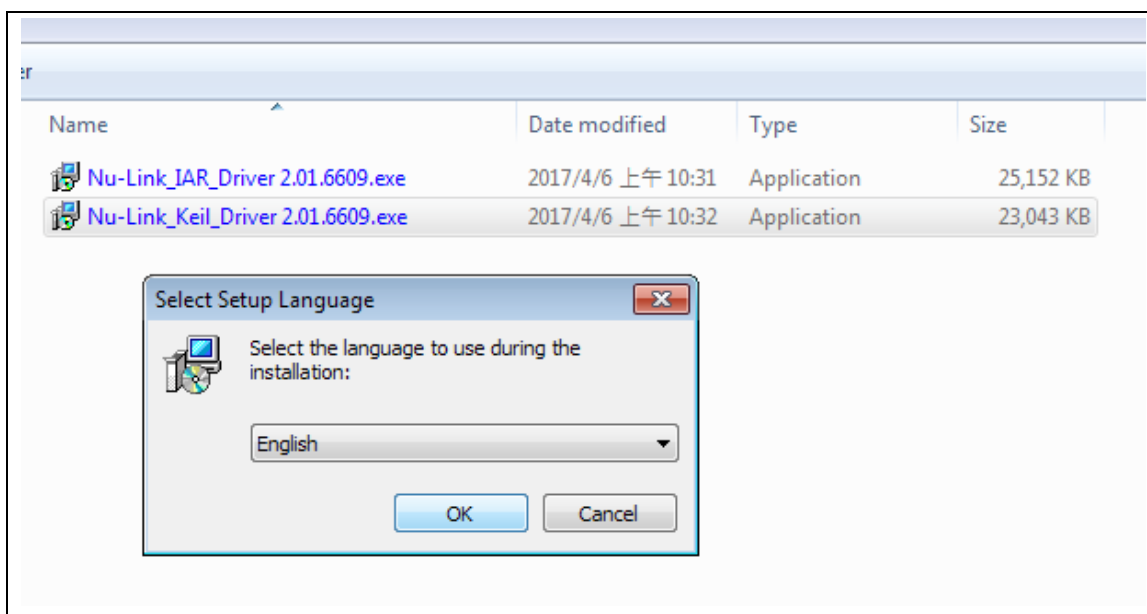 er
Name Date modified Type Size
Nu-Link_IAR_Driver 2.01.6609.exe 2017/4/6 上午 10:31 Application 25,152 KB
Nu-Link_Keil_Driver 2.01.6609.exe 2017/4/6 上午 10:32 Application 23,043 KB
Select Setup Language
Select the language to use during the
installation:
English
OK Cancel